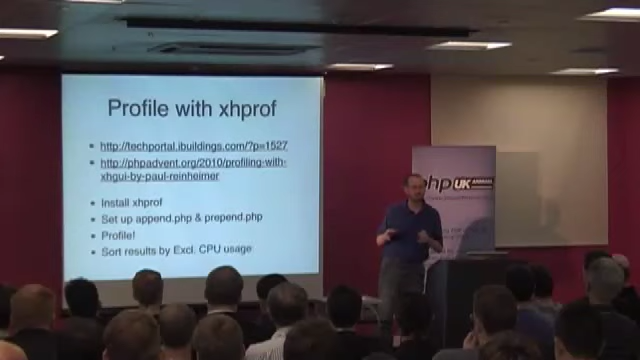 Profile with xhprof
http://techportal.ibuildings.com/?p=1527
http://phpadvent.org/2010/profiling-with-
xhgui-by-paul-reinheimer
Install xhprof
Set up append.php & prepend.php
Profile!
Sort results by Excl. CPU usage
php UK